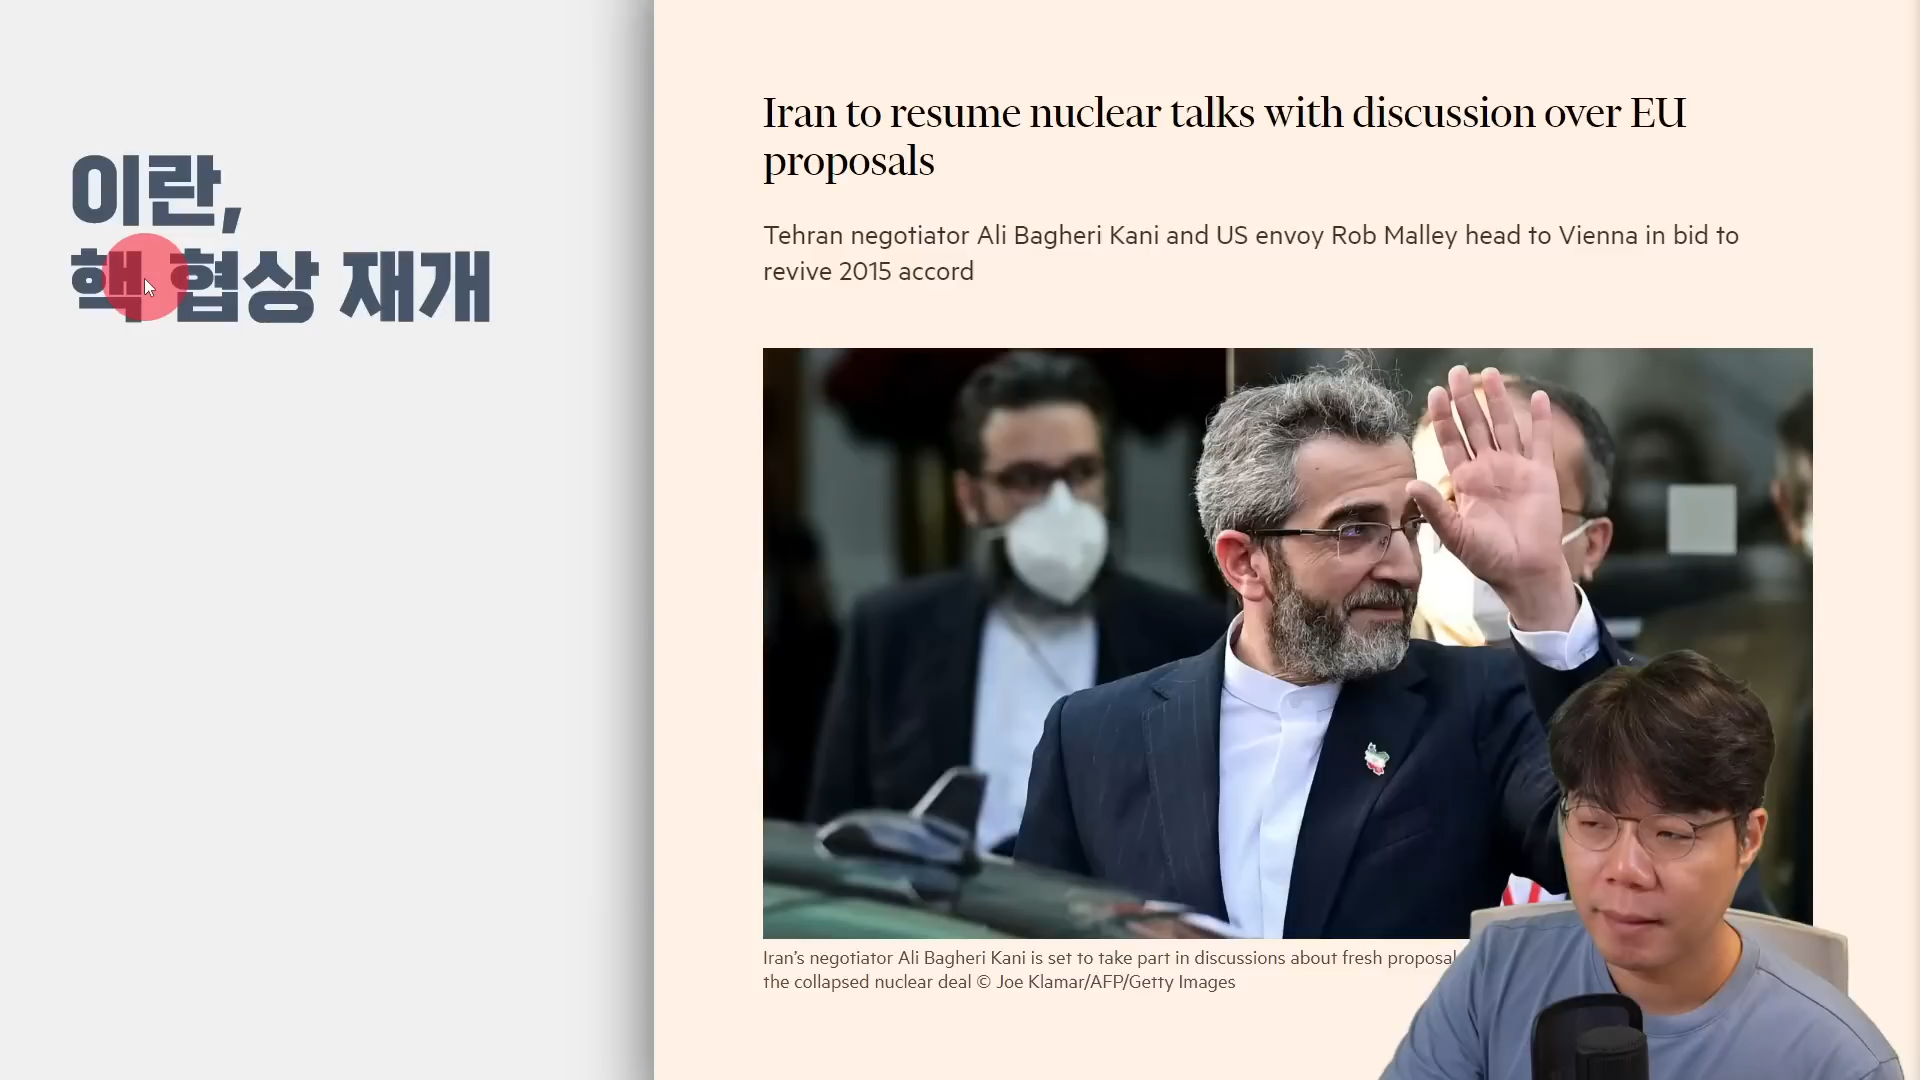 이란,
핵 협상 재개
Iran to resume nuclear talks with discussion over EU
proposals
Tehran negotiator Ali Bagheri Kani and US envoy Rob Malley head to Vienna in bid to
revive 2015 accord
Iran's negotiator Ali Bagheri Kani is set to take part in discussions about fresh
the collapsed nuclear deal © Joe Klamar/AFP/Getty Images